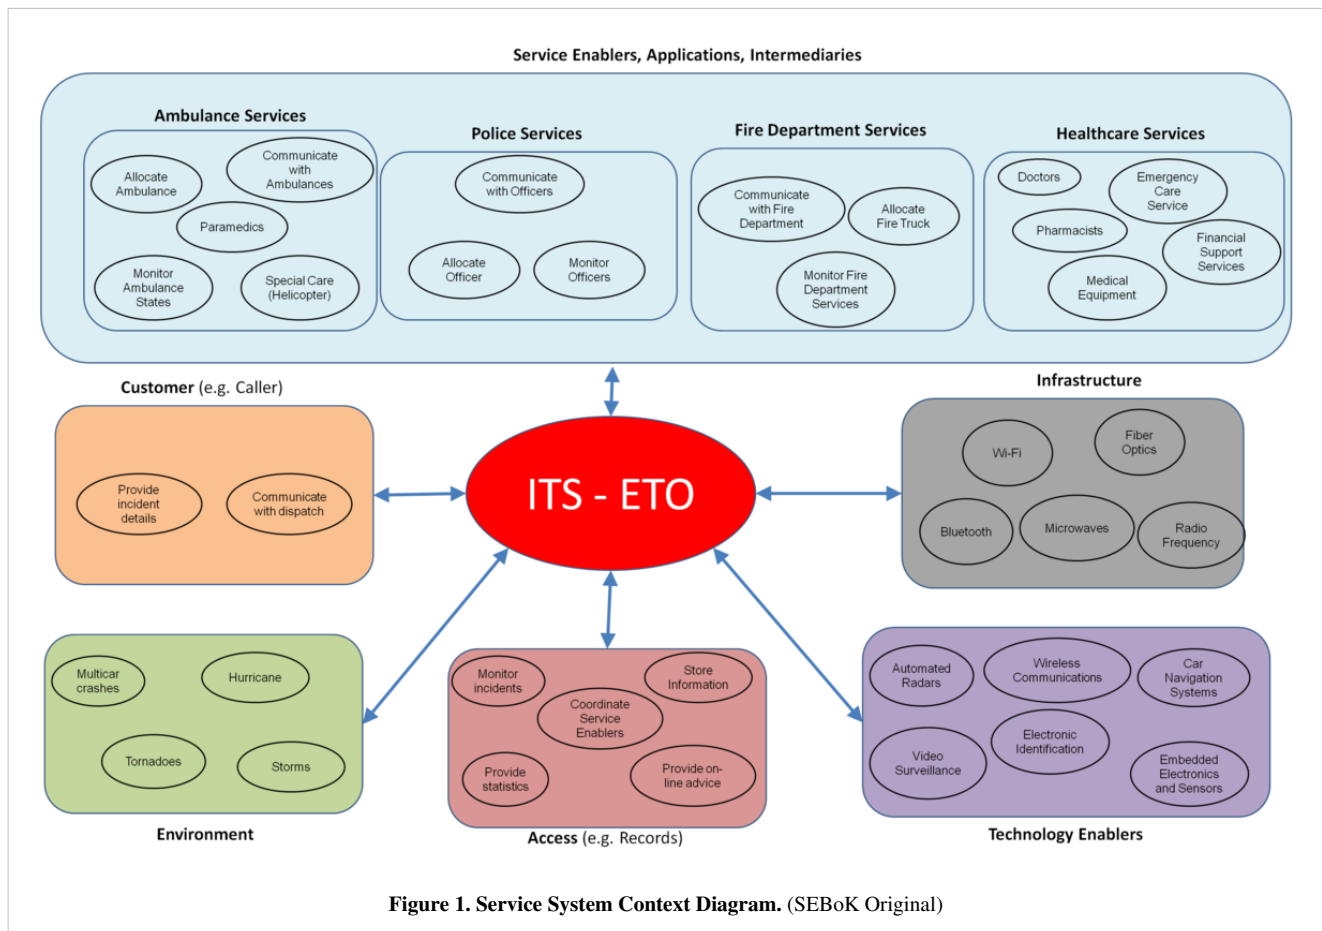 Service Enablers, Applications, Intermediaries
Ambulance Services
Allocate
Ambulance
Communicate
with
Ambulances
Paramedics
Monitor
Ambulance
States
Special Care
(Helicopter)
Police Services
Communicate
with Officers
Allocate
Officer
Monitor
Officers
Fire Department Services
Communicate
with Fire
Department
Allocate
Fire Truck
Monitor Fire
Department
Services
Healthcare Services
Doctors
Emergency
Care
Service
Pharmacists
Financial
Support
Services
Medical
Equipment
Customer (e.g. Caller)
Provide
incident
details
Communicate
with dispatch
ITS - ETO
Infrastructure
Wi-Fi
Fiber
Optics
Bluetooth
Microwaves
Radio
Frequency
Multicar
crashes
Hurricane
Tornadoes
Storms
Environment
Monitor
incidents
Store
Information
Coordinate
Service
Enablers
Provide
statistics
Provide on-
line advice
Access (e.g. Records)
Automated
Radars
Wireless
Communications
Car
Navigation
Systems
Video
Surveillance
Electronic
Identification
Embedded
Electronics
and Sensors
Technology Enablers
Figure 1. Service System Context Diagram. (SEBoK Original)